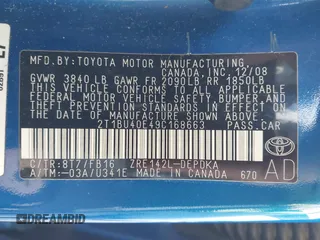 MFD. BY: TOYOTA MOTOR MANUFACTURING,
CANADA, INC. 12/08
GVWR 3840 LB GAWR FR 2090LB RR 1850LB
THIS VEHICLE CONFORMS TO ALL APPLICABLE
FEDERAL MOTOR VEHICLE SAFETY, BUMPER,
AND THEFT PREVENTION STANDARDS IN EFFECT
ON THE DATE OF MANUFACTURE SHOWN ABOVE.
2T1BU40E49C168663 PASS.CAR
C/TR:8T7/FB16 ZRE142L-DEPDKA
A/TM:-03A/U341E Made in CANADA 670
AD
DREAMBID